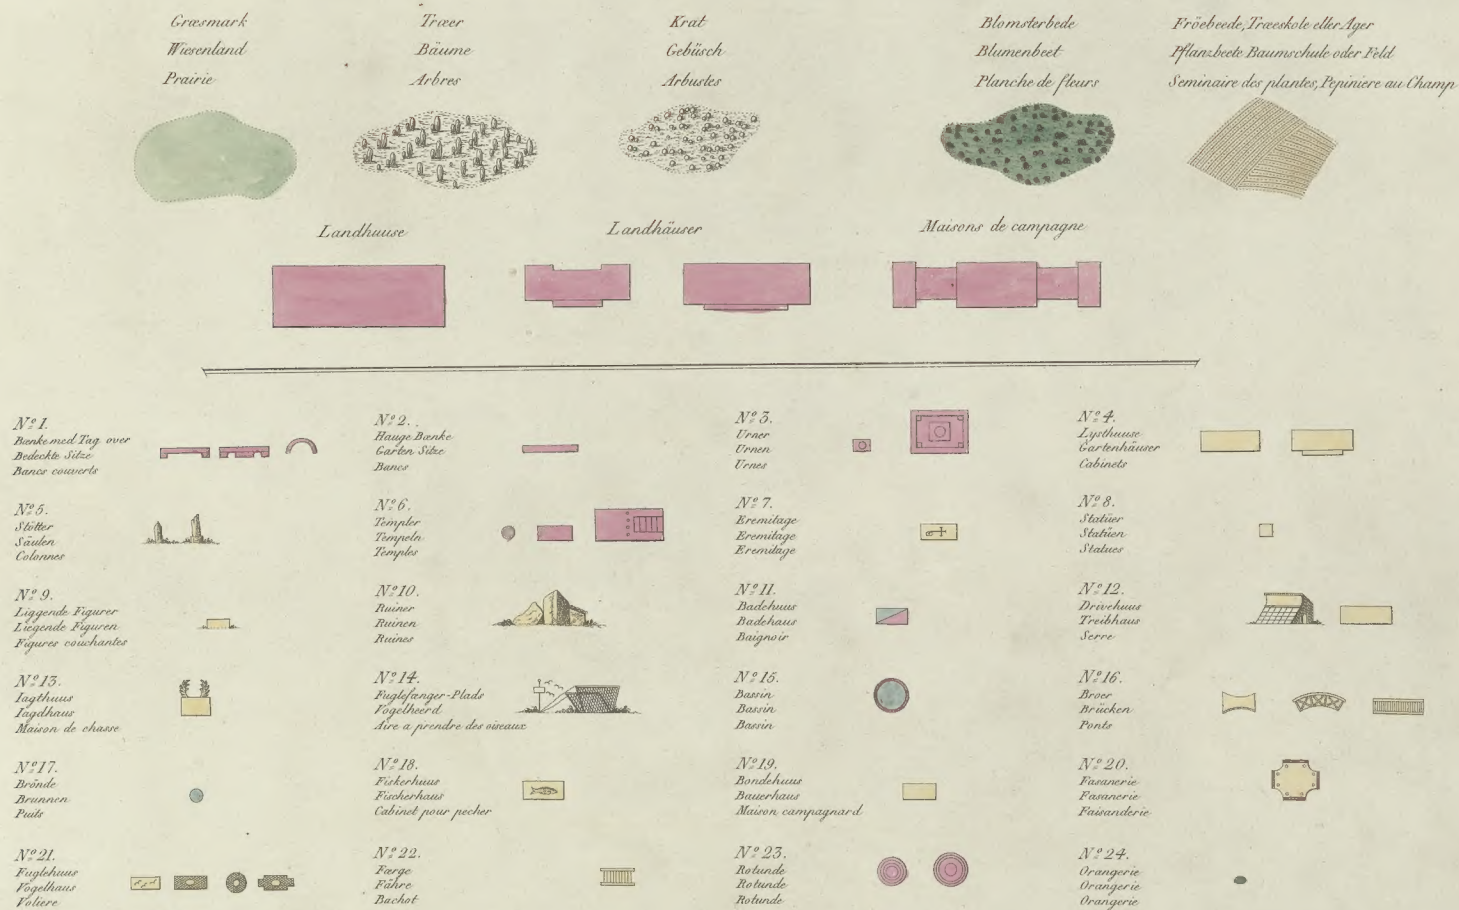 Græsmark
Wiesenland
Prairie
Træer
Bäume
Arbres
Krat
Gebüsch
Arbustes
Blomsterbede
Blumenbeet
Planche de fleurs
Fröebeede, Træeskole eller Ager
Pflanzbeete Baumschule oder Feld
Seminaire des plantes, Pepiniere au Champ
Landhuuse
Landhäuser
Maisons de campagne
No 1.
Bænke med Tag over
Bedeckte Sitze
Bancs couverts
No 2.
Hauge Bænke
Garten Sitze
Bancs
No 3.
Urner
Urnen
Urnes
No 4.
Lysthuuse
Gartenhäuser
Cabinets
No 5.
Stötter
Säulen
Colonnes
No 6.
Templer
Tempeln
Temples
No 7.
Eremitage
Eremitage
Eremitage
No 8.
Statüer
Statüen
Statues
No 9.
Liggende Figurer
Liegende Figuren
Figures couchantes
No 10.
Ruiner
Ruinen
Ruines
No 11.
Badehuus
Badehaus
Baignoir
No 12.
Drivehuus
Treibhaus
Serre
No 13.
Iagthuus
Iagdhaus
Maison de chasse
No 14.
Fuglefænger-Plads
Vogelheerd
Aire a prendre des oiseaux
No 15.
Bassin
Bassin
Bassin
No 16.
Broer
Brücken
Ponts
No 17.
Brönde
Brunnen
Puits
No 18.
Fiskerhuus
Fischerhaus
Cabinet pour pecher
No 19.
Bondehuus
Bauerhaus
Maison campagnard
No 20.
Fasanerie
Fasanerie
Faisanderie
No 21.
Fuglehuus
Vogelhaus
Voliere
No 22.
Færge
Fähre
Bachot
No 23.
Rotunde
Rotunde
Rotunde
No 24.
Orangerie
Orangerie
Orangerie